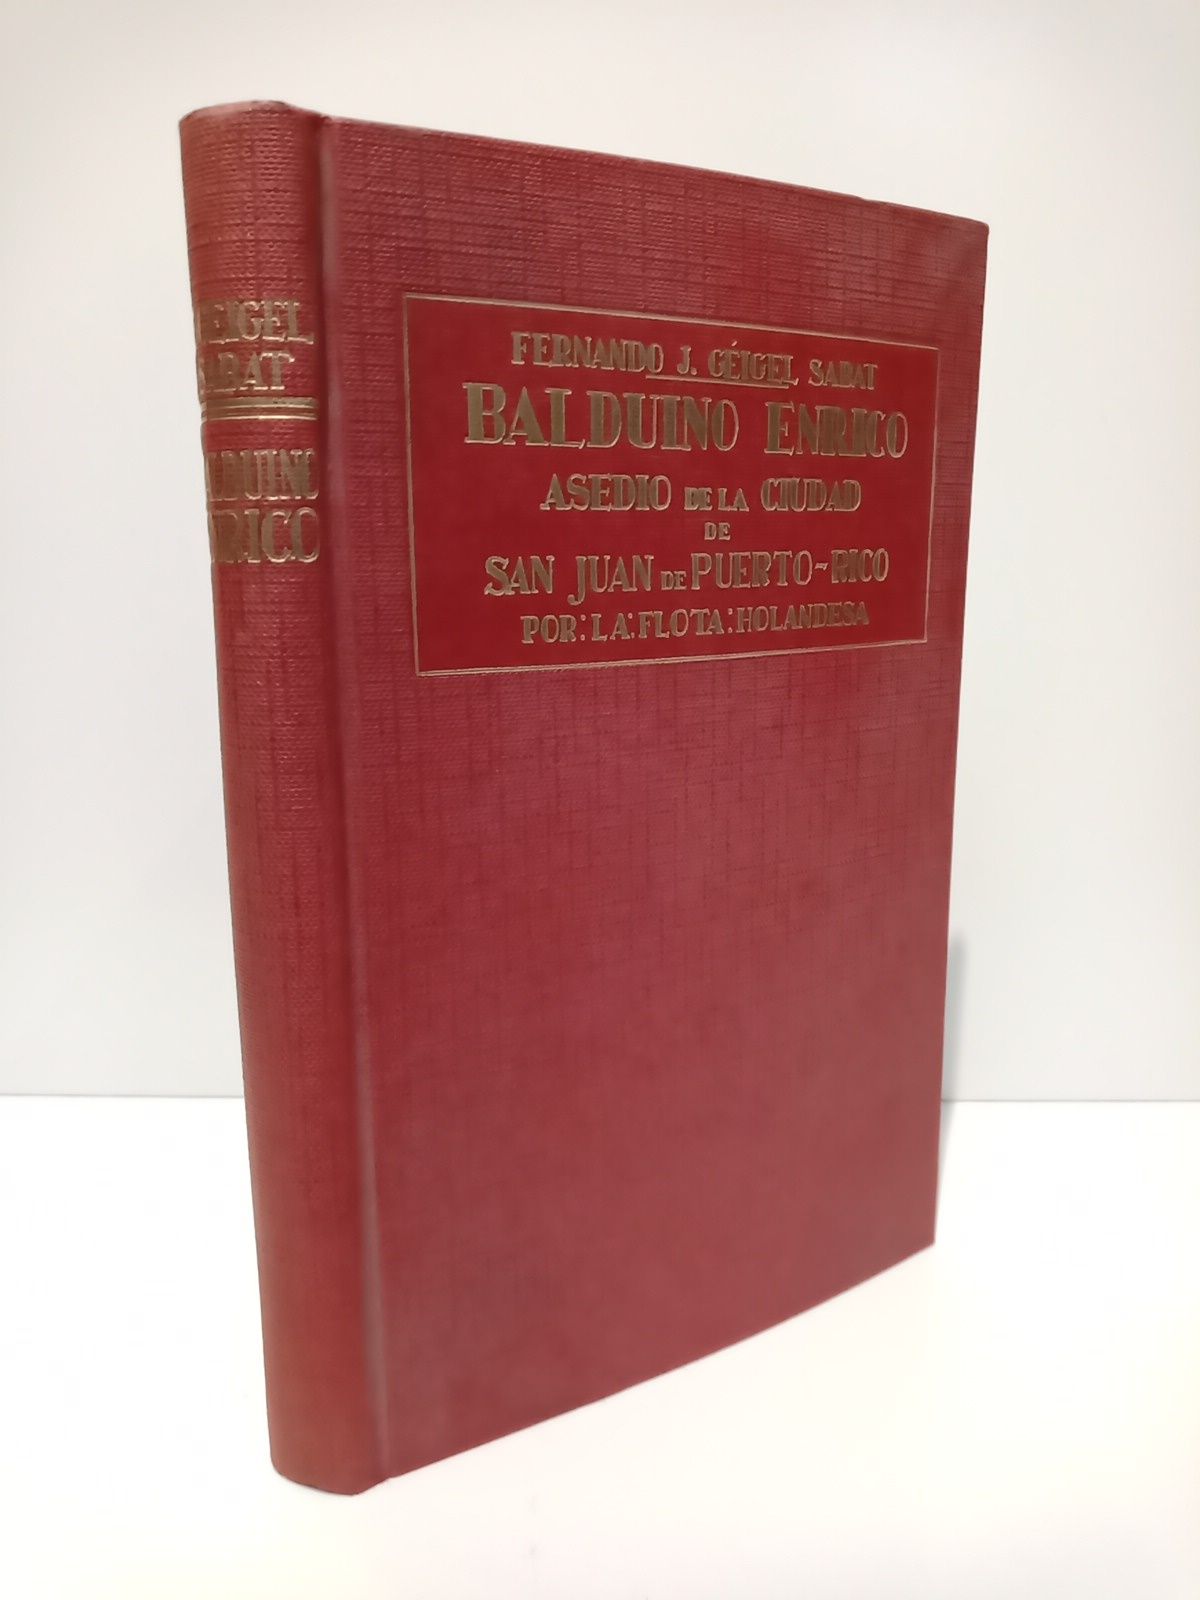 FERNANDO J. GÉIGEL SABAT
BALDUINO ENRICO
ASEDIO DE LA CIUDAD
DE
SAN JUAN DE PUERTO-RICO
POR:LA:FLOTA:HOLANDESA
GEIGEL
SABAT
BALDUINO
ENRICO